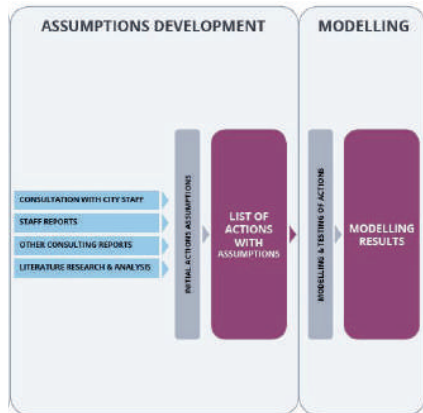 ASSUMPTIONS DEVELOPMENT
MODELLING
CONSULTATION WITH CITY STAFF
STAFF REPORTS
OTHER CONSULTING REPORTS
LITERATURE RESEARCH & ANALYSIS
INITIAL ACTIONS ASSUMPTIONS
LIST OF
ACTIONS
WITH
ASSUMPTIONS
MODELLING & TESTING OF ACTIONS
MODELLING
RESULTS